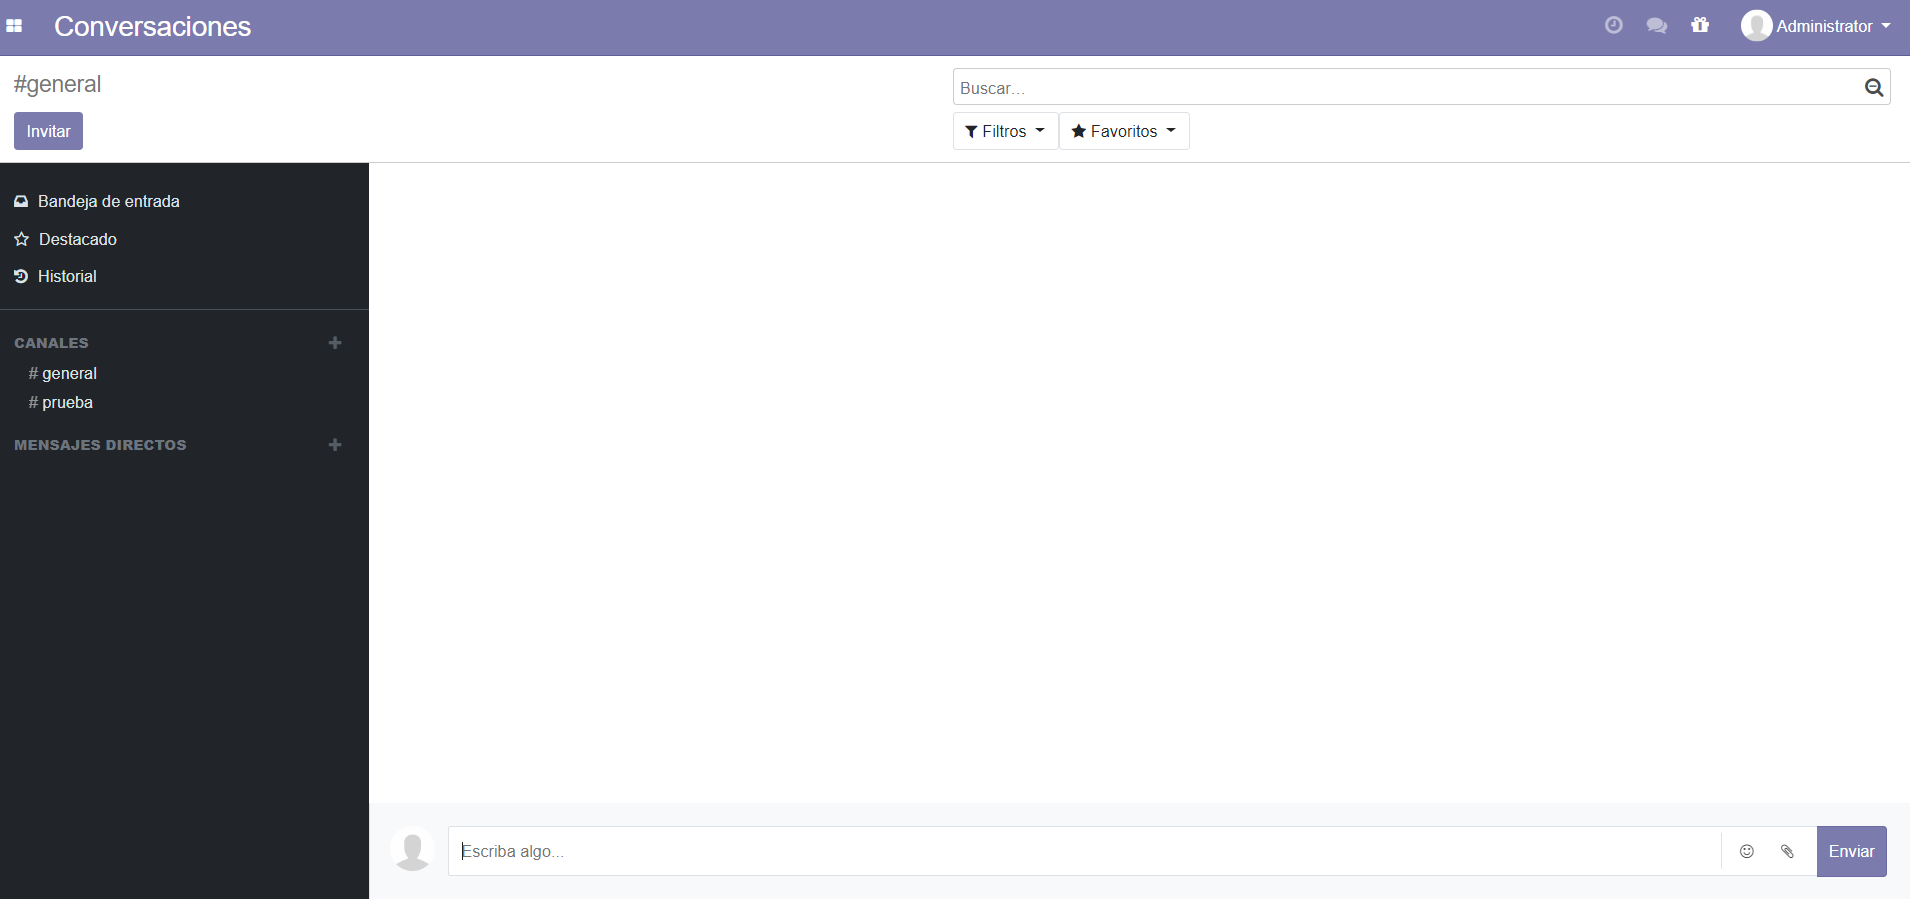 Conversaciones
Administrator
#general
Buscar...
Invitar
Filtros
Favoritos
Bandeja de entrada
Destacado
Historial
CANALES
# general
# prueba
MENSAJES DIRECTOS
Escriba algo...
Enviar